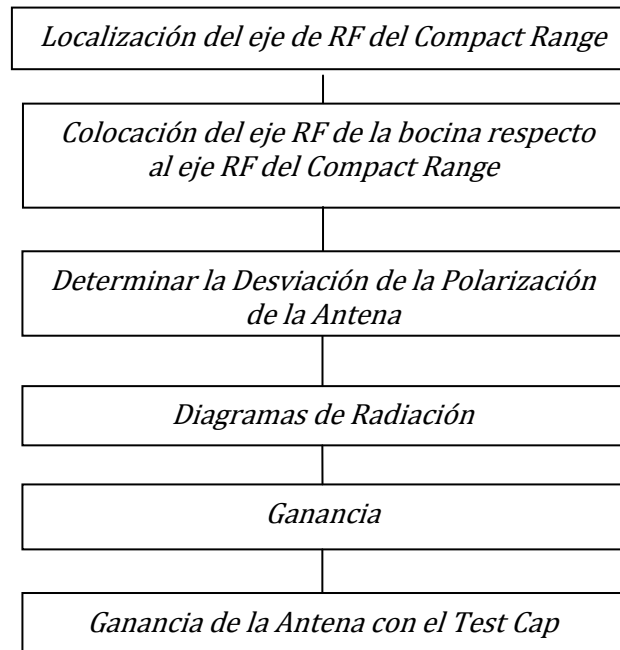 Localización del eje de RF del Compact Range
Colocación del eje RF de la bocina respecto
al eje RF del Compact Range
Determinar la Desviación de la Polarización
de la Antena
Diagramas de Radiación
Ganancia
Ganancia de la Antena con el Test Cap